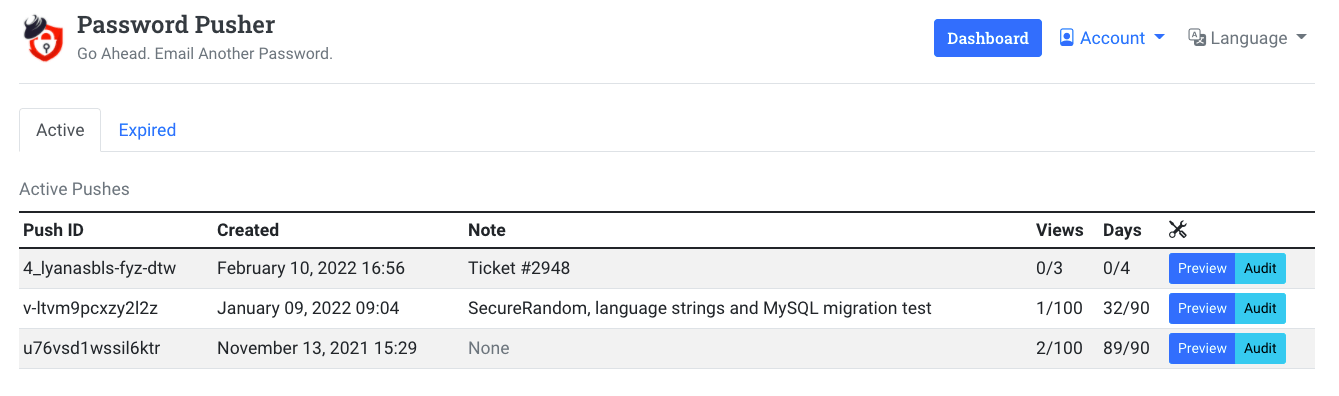 Password Pusher
Go Ahead. Email Another Password.
Dashboard Account Language
Active Expired
Active Pushes
Push ID Created Note Views Days
4_lyanasbls-fyz-dtw February 10, 2022 16:56 Ticket #2948 0/3 0/4 Preview Audit
v-ltvm9pcxzy2l2z January 09, 2022 09:04 SecureRandom, language strings and MySQL migration test 1/100 32/90 Preview Audit
u76vsd1wssil6ktr November 13, 2021 15:29 None 2/100 89/90 Preview Audit